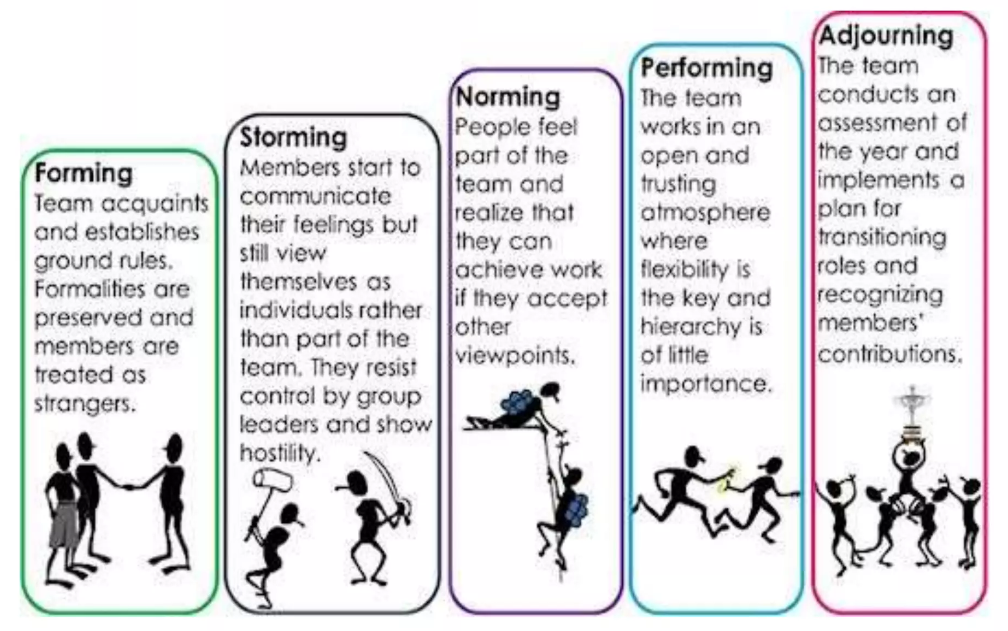 Forming
Team acquaints
and establishes
ground rules.
Formalities are
preserved and
members are
treated as
strangers.
Storming
Members start to
communicate
their feelings but
still view
themselves as
individuals rather
than part of the
team. They resist
control by group
leaders and show
hostility.
Norming
People feel
part of the
team and
realize that
they can
achieve work
if they accept
other
viewpoints.
Performing
The team
works in an
open and
trusting
atmosphere
where
flexibility is
the key and
hierarchy is
of little
importance.
Adjourning
The team
conducts an
assessment of
the year and
implements a
plan for
transitioning
roles and
recognizing
members'
contributions.